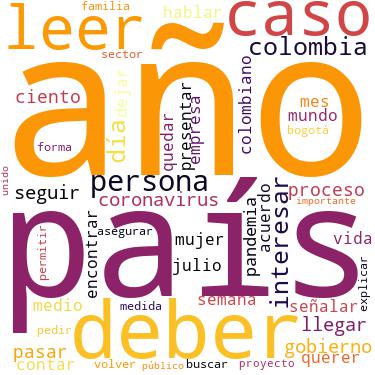 familia
hablar
leer
caso
sector
colombia
año
ciento
dejar
día
quedar
presentar
empresa
colombiano
mes
mundo
bogotá
forma
unido
persona
seguir
coronavirus
proceso
importante
país
interesar
encontrar
asegurar
permitir
mujer
julio
pandemia
acuerdo
vida
explicar
semana
señalar
medio
medida
deber
llegar
pedir
gobierno
pasar
querer
contar
volver
público
buscar
proyecto